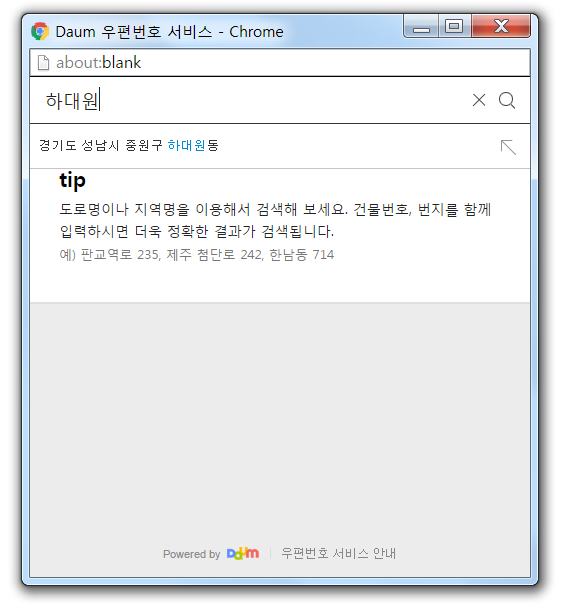 Daum 우편번호 서비스 - Chrome
about:blank
하대원
경기도 성남시 중원구 하대원동
tip
도로명이나 지역명을 이용해서 검색해 보세요. 건물번호, 번지를 함께
입력하시면 더욱 정확한 결과가 검색됩니다.
예) 판교역로 235, 제주 첨단로 242, 한남동 714
Powered by Daum 우편번호 서비스 안내